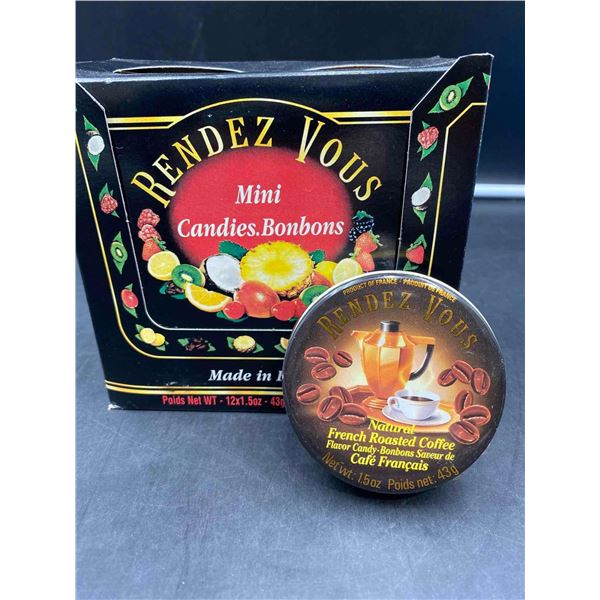 RENDEZ VOUS
Mini
Candies.Bonbons
Made in
Poids Net WT - 12x1.5oz - 43g
PRODUCT OF FRANCE - PRODUIT DE FRANCE
RENDEZ VOUS
Natural
French Roasted Coffee
Flavor Candy-Bonbons Saveur de
Café Français
Net wt: 1.5oz Poids net: 43g